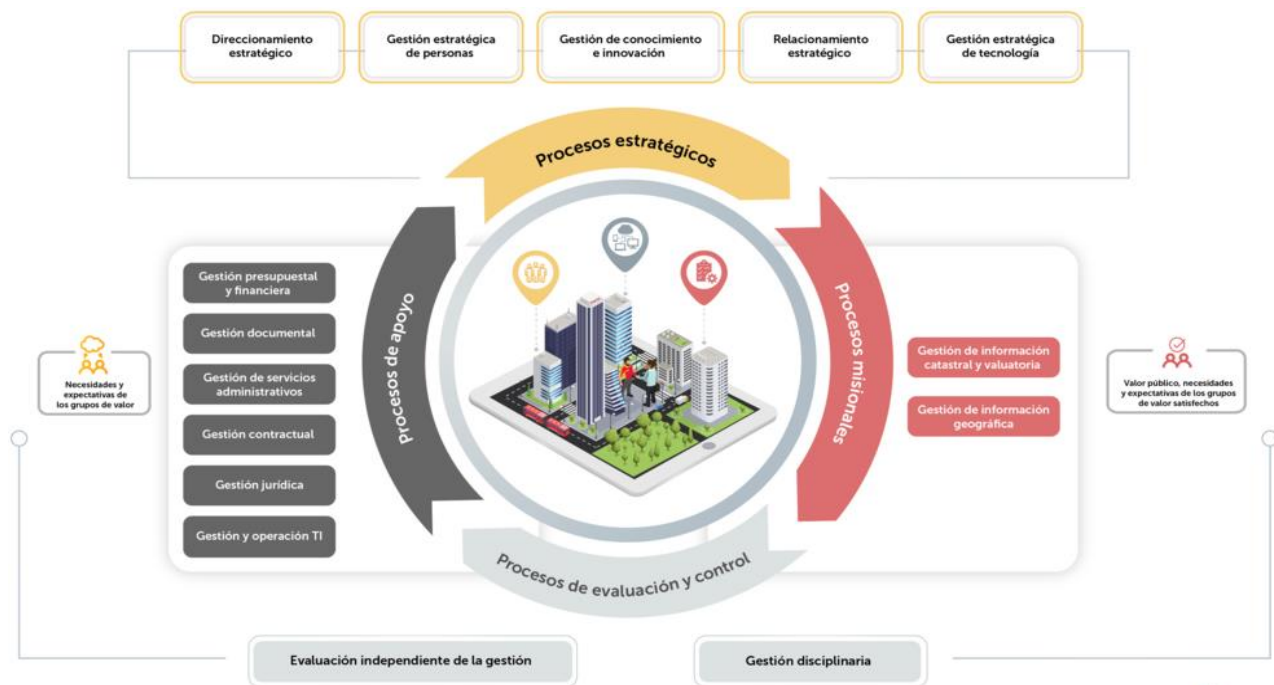 Direccionamiento
estratégico
Gestión estratégica
de personas
Gestión de conocimiento
e innovación
Relacionamiento
estratégico
Gestión estratégica
de tecnología
Procesos estratégicos
Procesos de apoyo
Procesos misionales
Procesos de evaluación y control
Necesidades y
expectativas de
los grupos de valor
Gestión presupuestal
y financiera
Gestión documental
Gestión de servicios
administrativos
Gestión contractual
Gestión jurídica
Gestión y operación TI
Gestión de información
catastral y valuatoria
Gestión de información
geográfica
Valor público, necesidades
y expectativas de los grupos
de valor satisfechos
Evaluación independiente de la gestión
Gestión disciplinaria